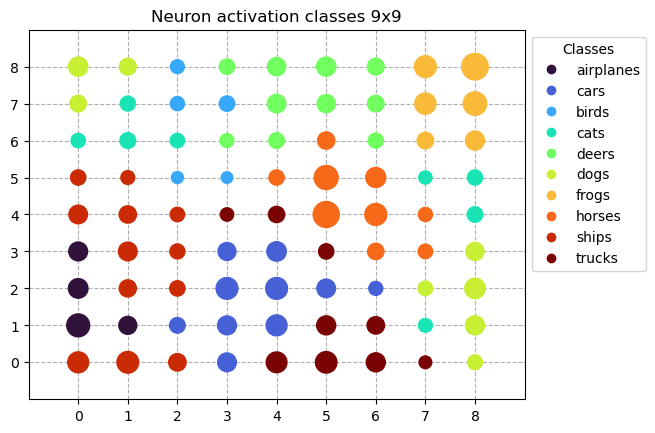 Neuron activation classes 9x9
8
7
6
5
4
3
2
1
0
0 1 2 3 4 5 6 7 8
Classes
airplanes
cars
birds
cats
deers
dogs
frogs
horses
ships
trucks